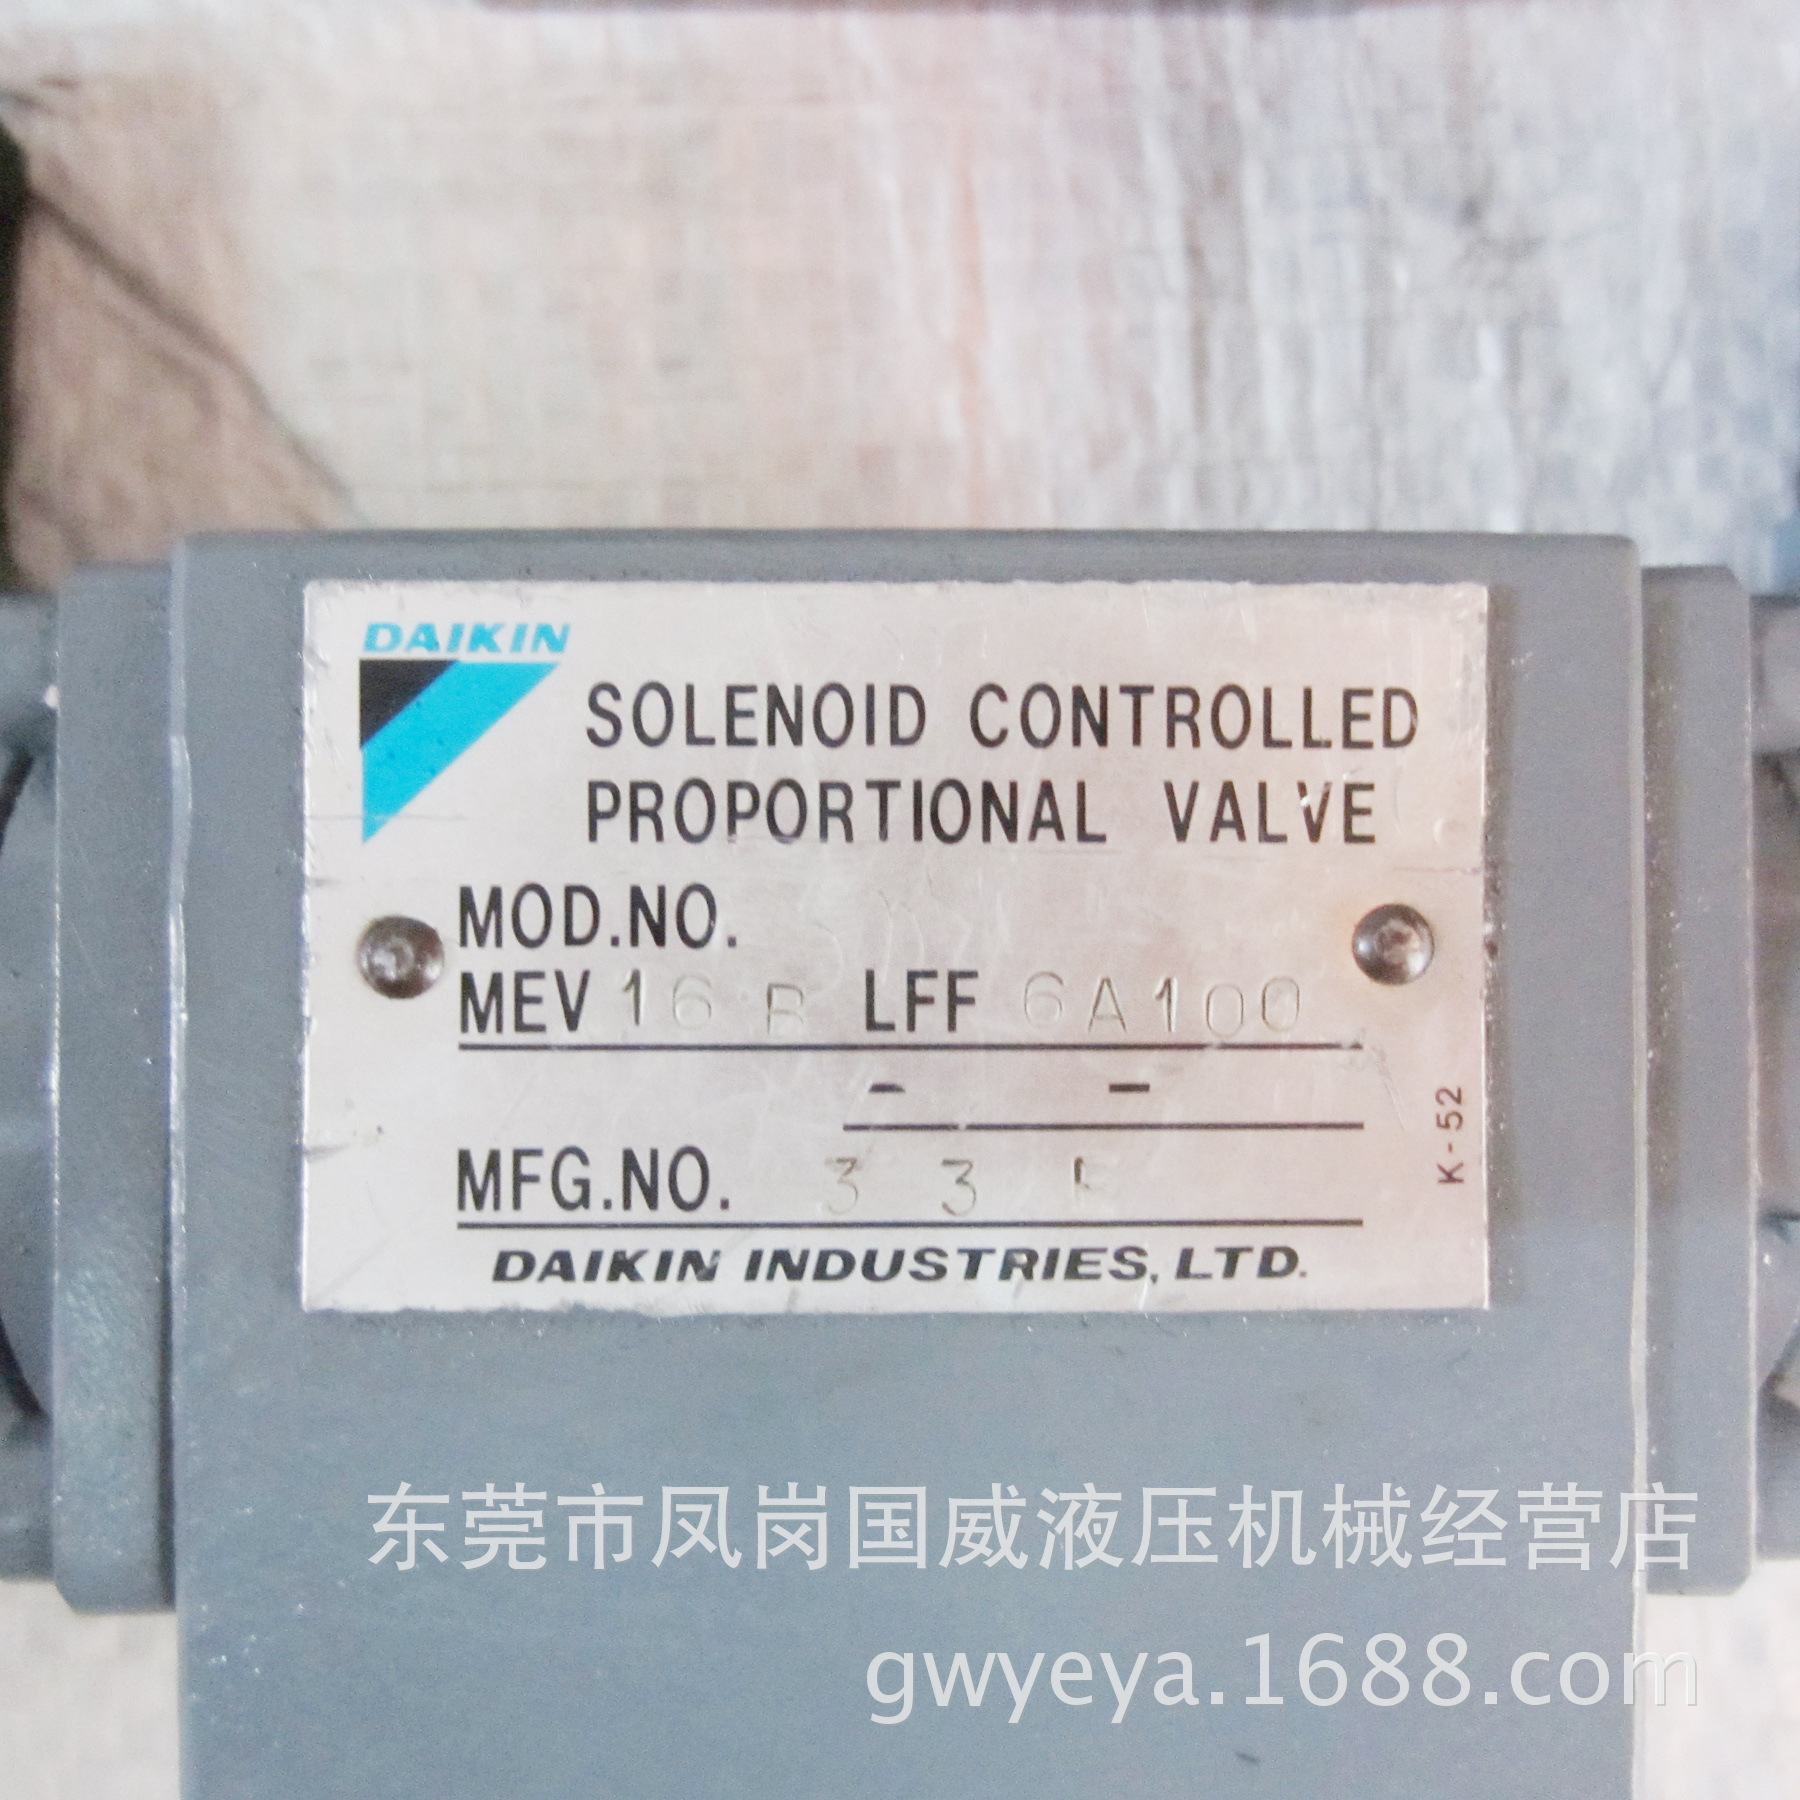 DAIKIN
SOLENOID CONTROLLED
PROPORTIONAL VALVE
MOD.NO.
MEV 16 B LFF 6A100
- -
K-52
MFG.NO. 3 3
DAIKIN INDUSTRIES, LTD.
东莞市凤岗国威液压机械经营店
gwyeya.1688.com